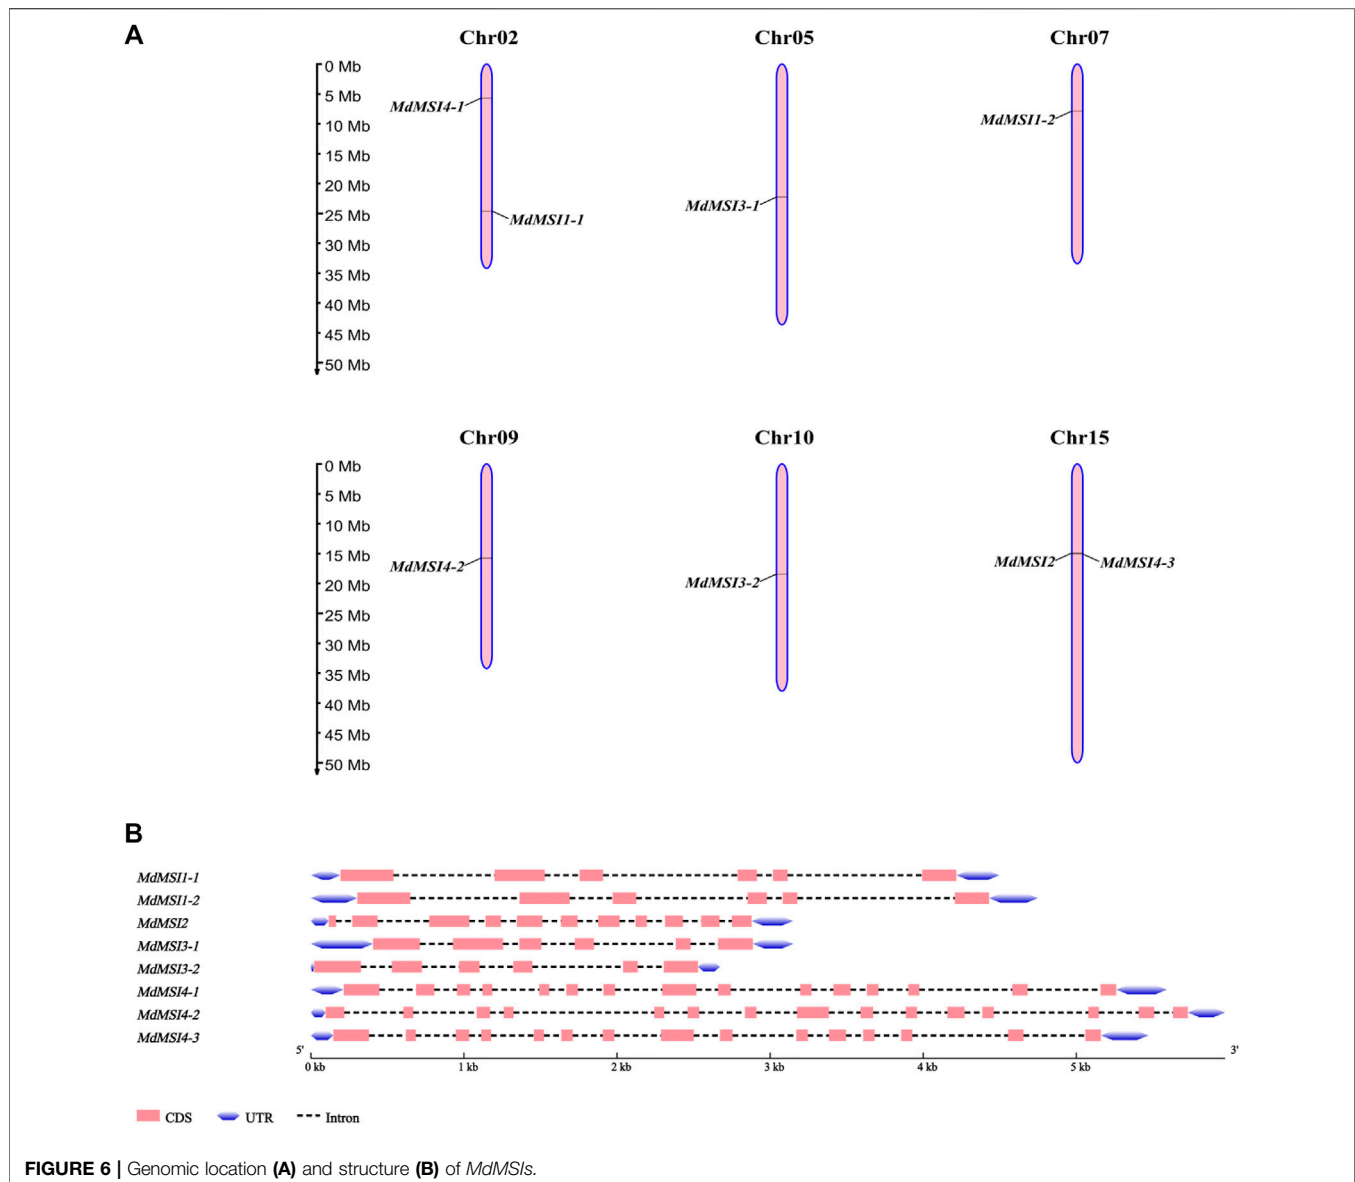 A
Chr02 Chr05 Chr07
0 Mb
5 Mb
10 Mb
15 Mb
20 Mb
25 Mb
30 Mb
35 Mb
40 Mb
45 Mb
50 Mb
MdMSI4-1
MdMSI1-1
MdMSI3-1
MdMSI1-2
Chr09 Chr10 Chr15
0 Mb
5 Mb
10 Mb
15 Mb
20 Mb
25 Mb
30 Mb
35 Mb
40 Mb
45 Mb
50 Mb
MdMSI4-2
MdMSI3-2
MdMSI2 MdMSI4-3
B
MdMSI1-1
MdMSI1-2
MdMSI2
MdMSI3-1
MdMSI3-2
MdMSI4-1
MdMSI4-2
MdMSI4-3
5' 3'
0 kb 1 kb 2 kb 3 kb 4 kb 5 kb
CDS UTR Intron
FIGURE 6 | Genomic location (A) and structure (B) of MdMSIs.